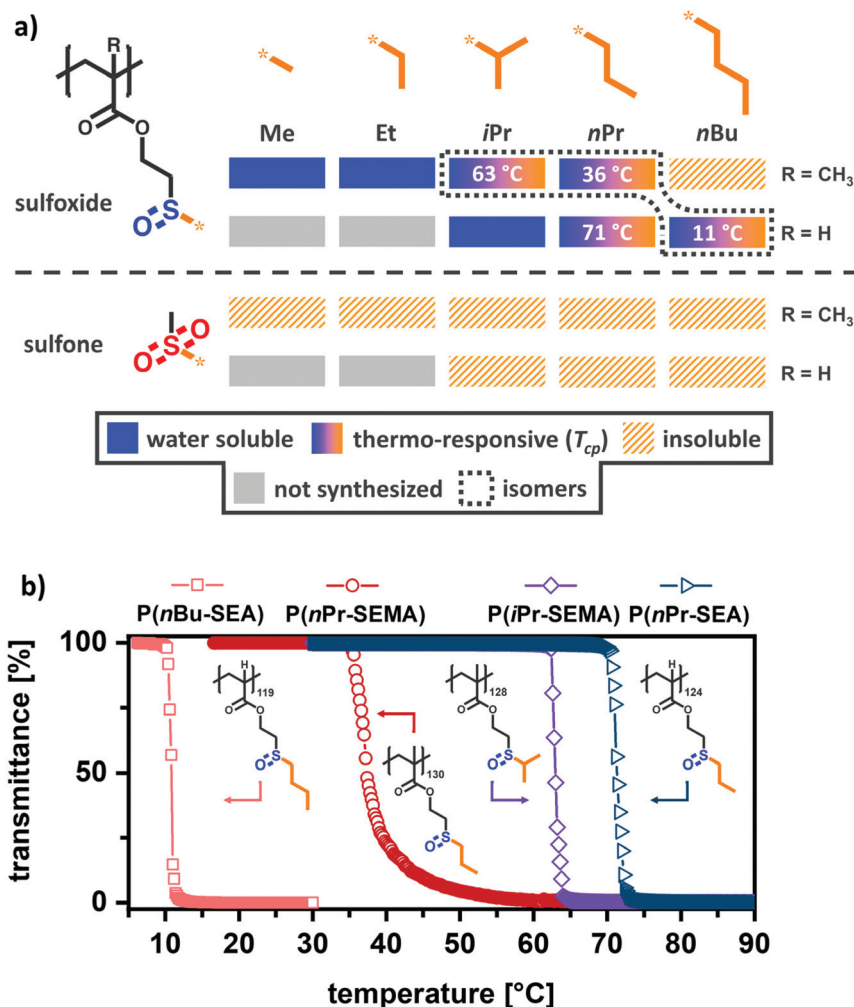 a)
R
* * * * *
Me Et iPr nPr nBu
O
O
63 °C 36 °C R = CH₃
sulfoxide
O S *
71 °C 11 °C R = H
sulfone
O S O *
R = CH₃
R = H
water soluble thermo-responsive (Tcp) insoluble
not synthesized isomers
b)
P(nBu-SEA) P(nPr-SEMA) P(iPr-SEMA) P(nPr-SEA)
transmittance [%]
100
50
0
H
119
O
O
S
O
130
O
O
S
O
128
O
O
S
O
H
124
O
O
S
O
10 20 30 40 50 60 70 80 90
temperature [°C]